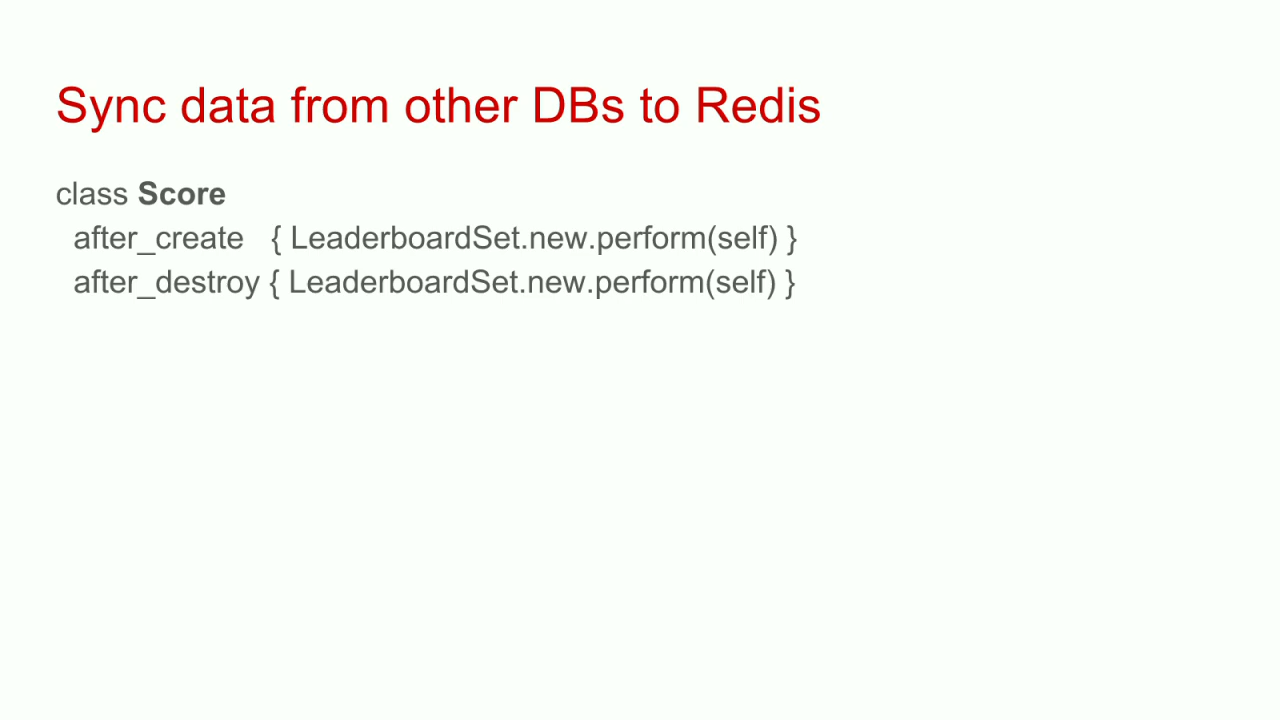 Sync data from other DBs to Redis
class Score
after_create { LeaderboardSet.new.perform(self) }
after_destroy { LeaderboardSet.new.perform(self) }